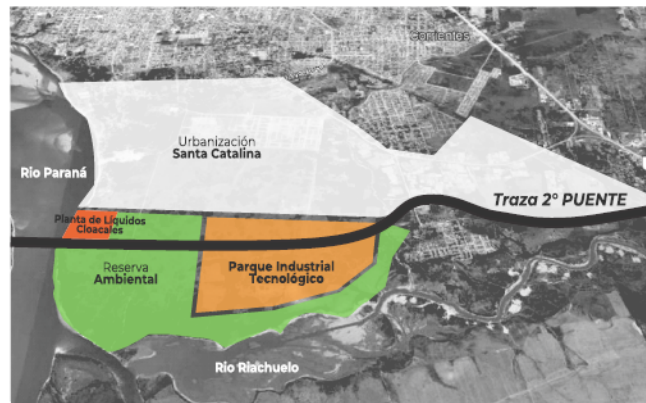 Corrientes
Urbanización
Santa Catalina
Rio Paraná
Traza 2° PUENTE
Planta de Líquidos
Cloacales
Reserva
Ambiental
Parque Industrial
Tecnológico
Rio Riachuelo